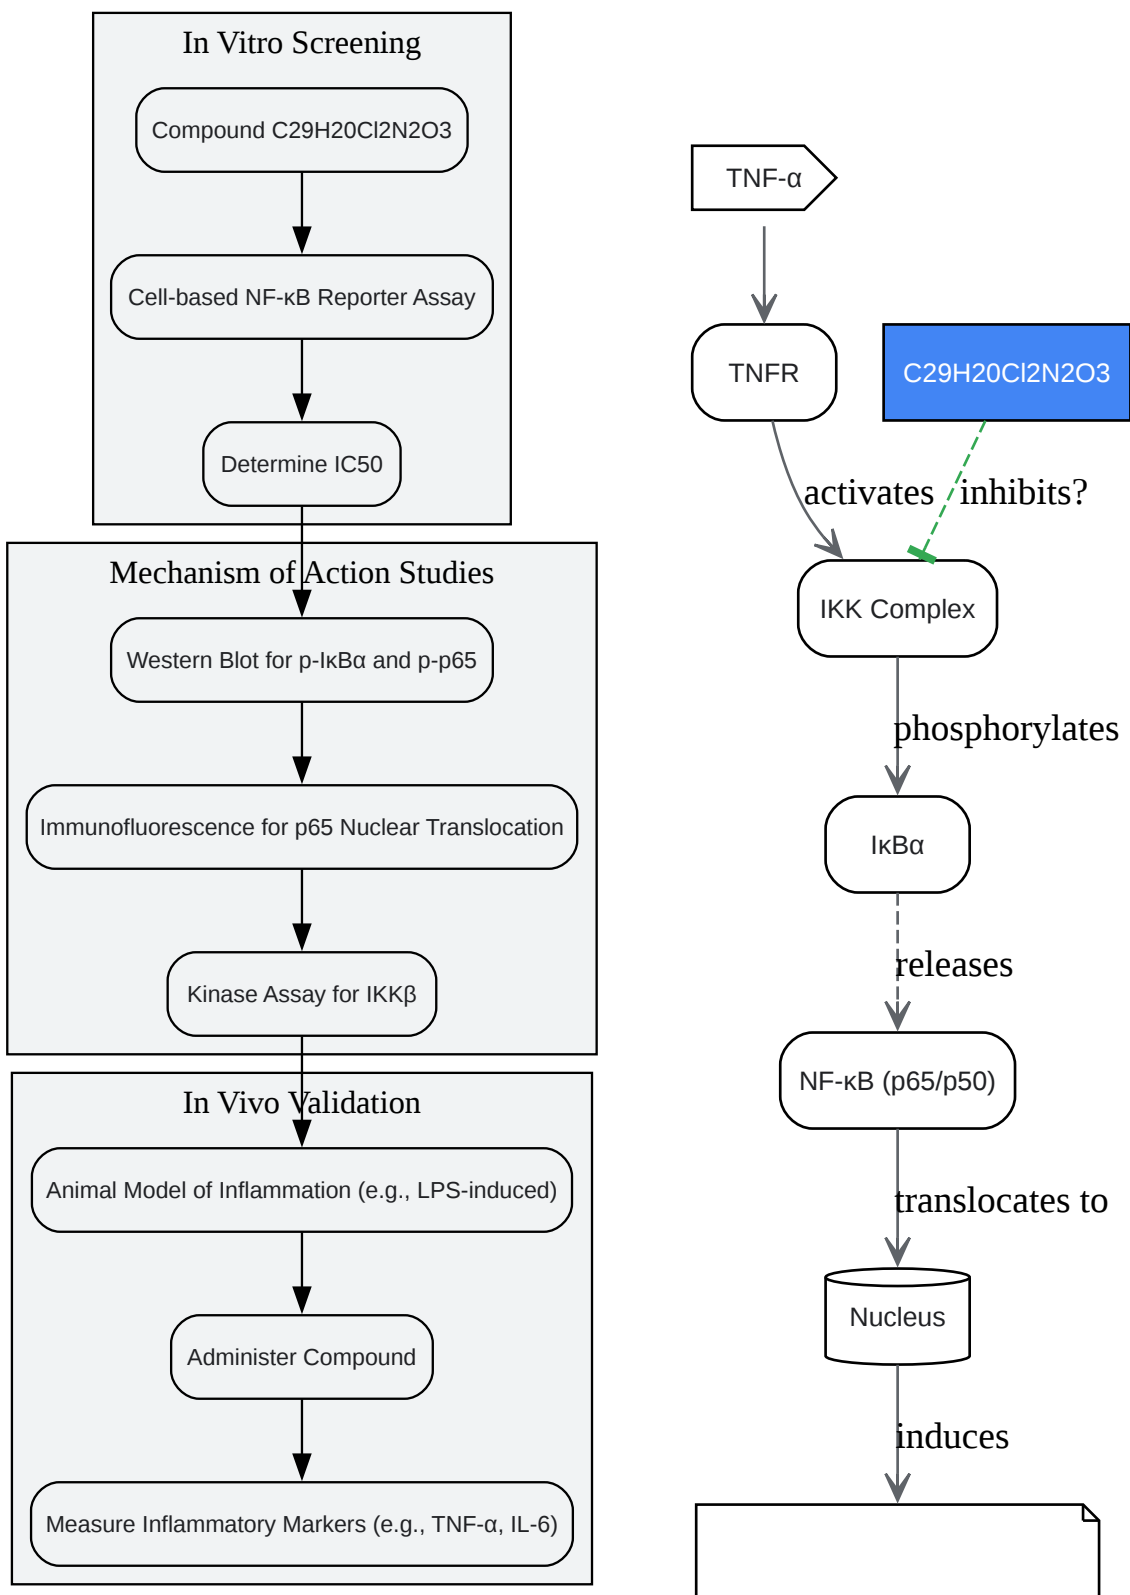 In Vitro Screening
Compound C29H20Cl2N2O3
Cell-based NF-κB Reporter Assay
Determine IC50
Mechanism of Action Studies
Western Blot for p-IκBα and p-p65
Immunofluorescence for p65 Nuclear Translocation
Kinase Assay for IKKβ
In Vivo Validation
Animal Model of Inflammation (e.g., LPS-induced)
Administer Compound
Measure Inflammatory Markers (e.g., TNF-α, IL-6)
TNF-α
TNFR
C29H20Cl2N2O3
activates
inhibits?
IKK Complex
phosphorylates
IκBα
releases
NF-κB (p65/p50)
translocates to
Nucleus
induces